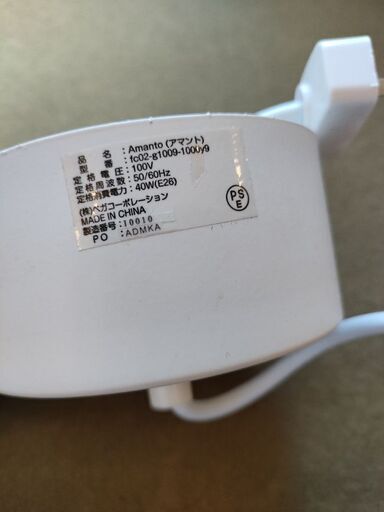 品名：Amanto (アマント)
型番：fc02-g1009-1000v9
定格電圧：100V
定格周波数：50/60Hz
定格消費電力：40W(E26)
(株)ベガコーポレーション
MADE IN CHINA
製造番号：10010
PO：ADMKA
PS
E